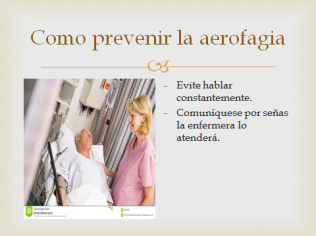 Como prevenir la aerofagia
- Evite hablar
constantemente.
- Comuníquese por señas
la enfermera lo
atenderá.